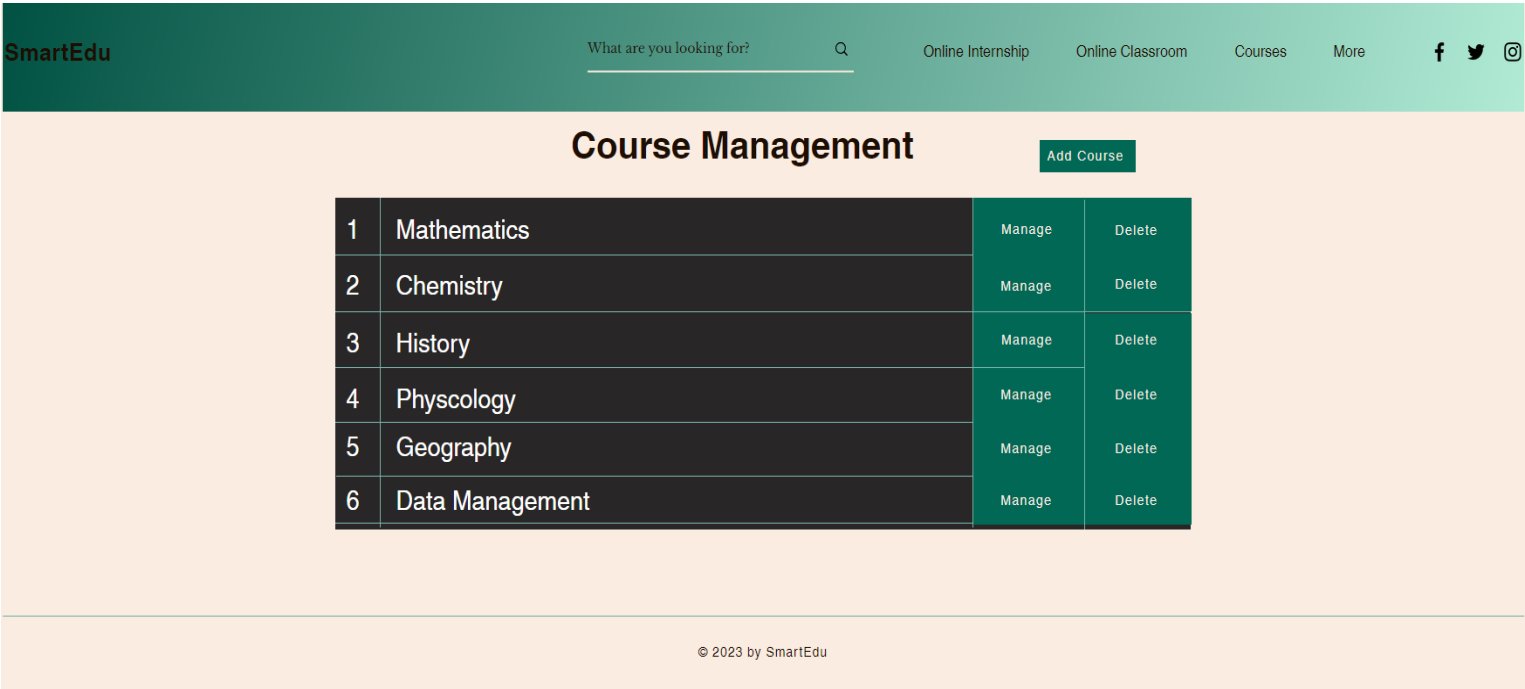 SmartEdu What are you looking for? Online Internship Online Classroom Courses More
Course Management Add Course
1 Mathematics Manage Delete
2 Chemistry Manage Delete
3 History Manage Delete
4 Physcology Manage Delete
5 Geography Manage Delete
6 Data Management Manage Delete
© 2023 by SmartEdu